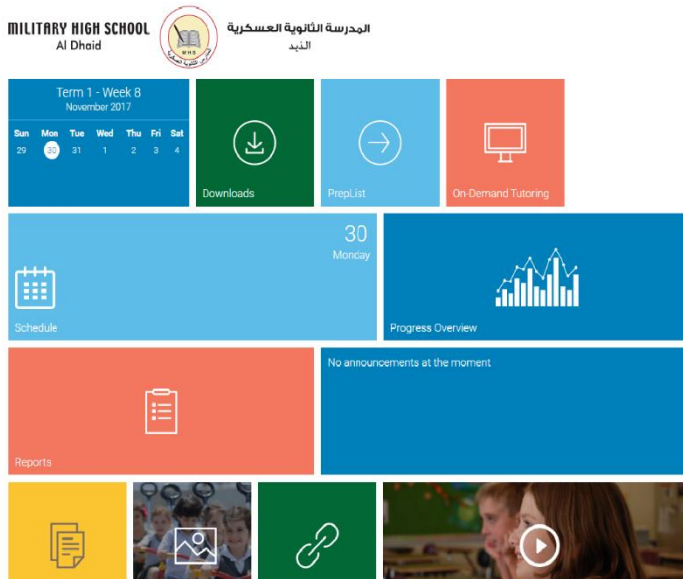 MILITARY HIGH SCHOOL
Al Dhaid
MHS
المدرسة الثانوية العسكرية
الذيد
Term 1 - Week 8
November 2017
Sun Mon Tue Wed Thu Fri Sat
29 30 31 1 2 3 4
Downloads
PrepList
On-Demand Tutoring
30
Monday
Schedule
Progress Overview
Reports
No announcements at the moment